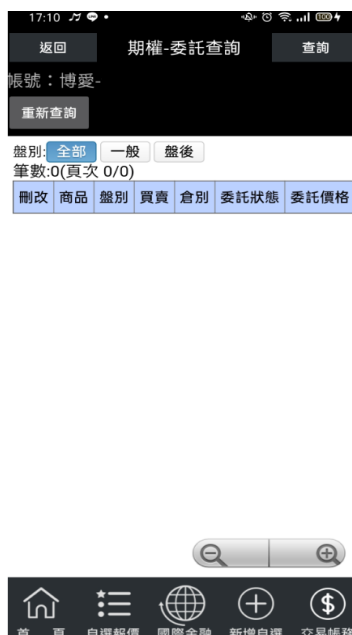 17:10
100
返回 期權-委託查詢 查詢
帳號：博愛-
重新查詢
盤別: 全部 一般 盤後
筆數:0(頁次 0/0)
刪改 商品 盤別 買賣 倉別 委託狀態 委託價格
首 頁 自選報價 國際金融 新增自選 交易帳務